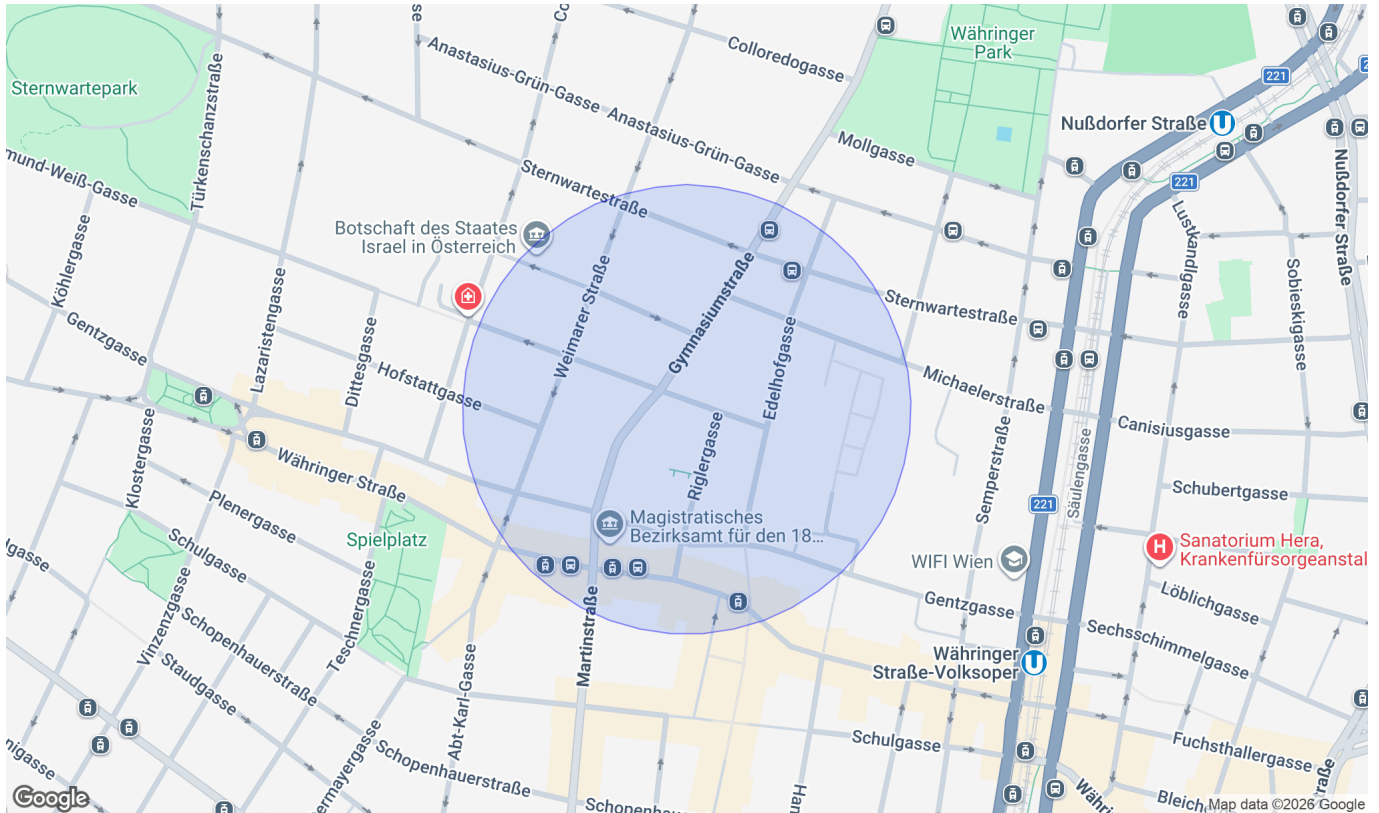 Sternwartepark
Türkenschanzstraße
mund-Weiß-Gasse
Köhlergasse
Gentzgasse
Lazaristengasse
Dittesgasse
Hofstattgasse
Klostergasse
Währinger Straße
Plenergasse
Schulgasse
Vinzenzgasse
Schopenhauerstraße
Staudgasse
Teschnergasse
Spielplatz
Abt-Karl-Gasse
Schopenhauerstraße
Martinstraße
Anastasius-Grün-Gasse
Anastasius-Grün-Gasse
Colloredogasse
Währinger
Park
Mollgasse
Sternwartestraße
Botschaft des Staates
Israel in Österreich
Weimarer Straße
Gymnasiumstraße
Edelhofgasse
Riglergasse
Magistratisches
Bezirksamt für den 18...
Sternwartestraße
Michaelerstraße
Semperstraße
WIFI Wien
Gentzgasse
Währinger
Straße-Volksoper
Schulgasse
Nußdorfer Straße
221
221
221
Lustkandlgasse
Sobieskigasse
Nußdorfer Straße
Canisiusgasse
Säulengasse
Schubertgasse
Sanatorium Hera,
Krankenfürsorgeanstal
Löblichgasse
Sechsschimmelgasse
Fuchsthallergasse
Google
Map data ©2026 Google